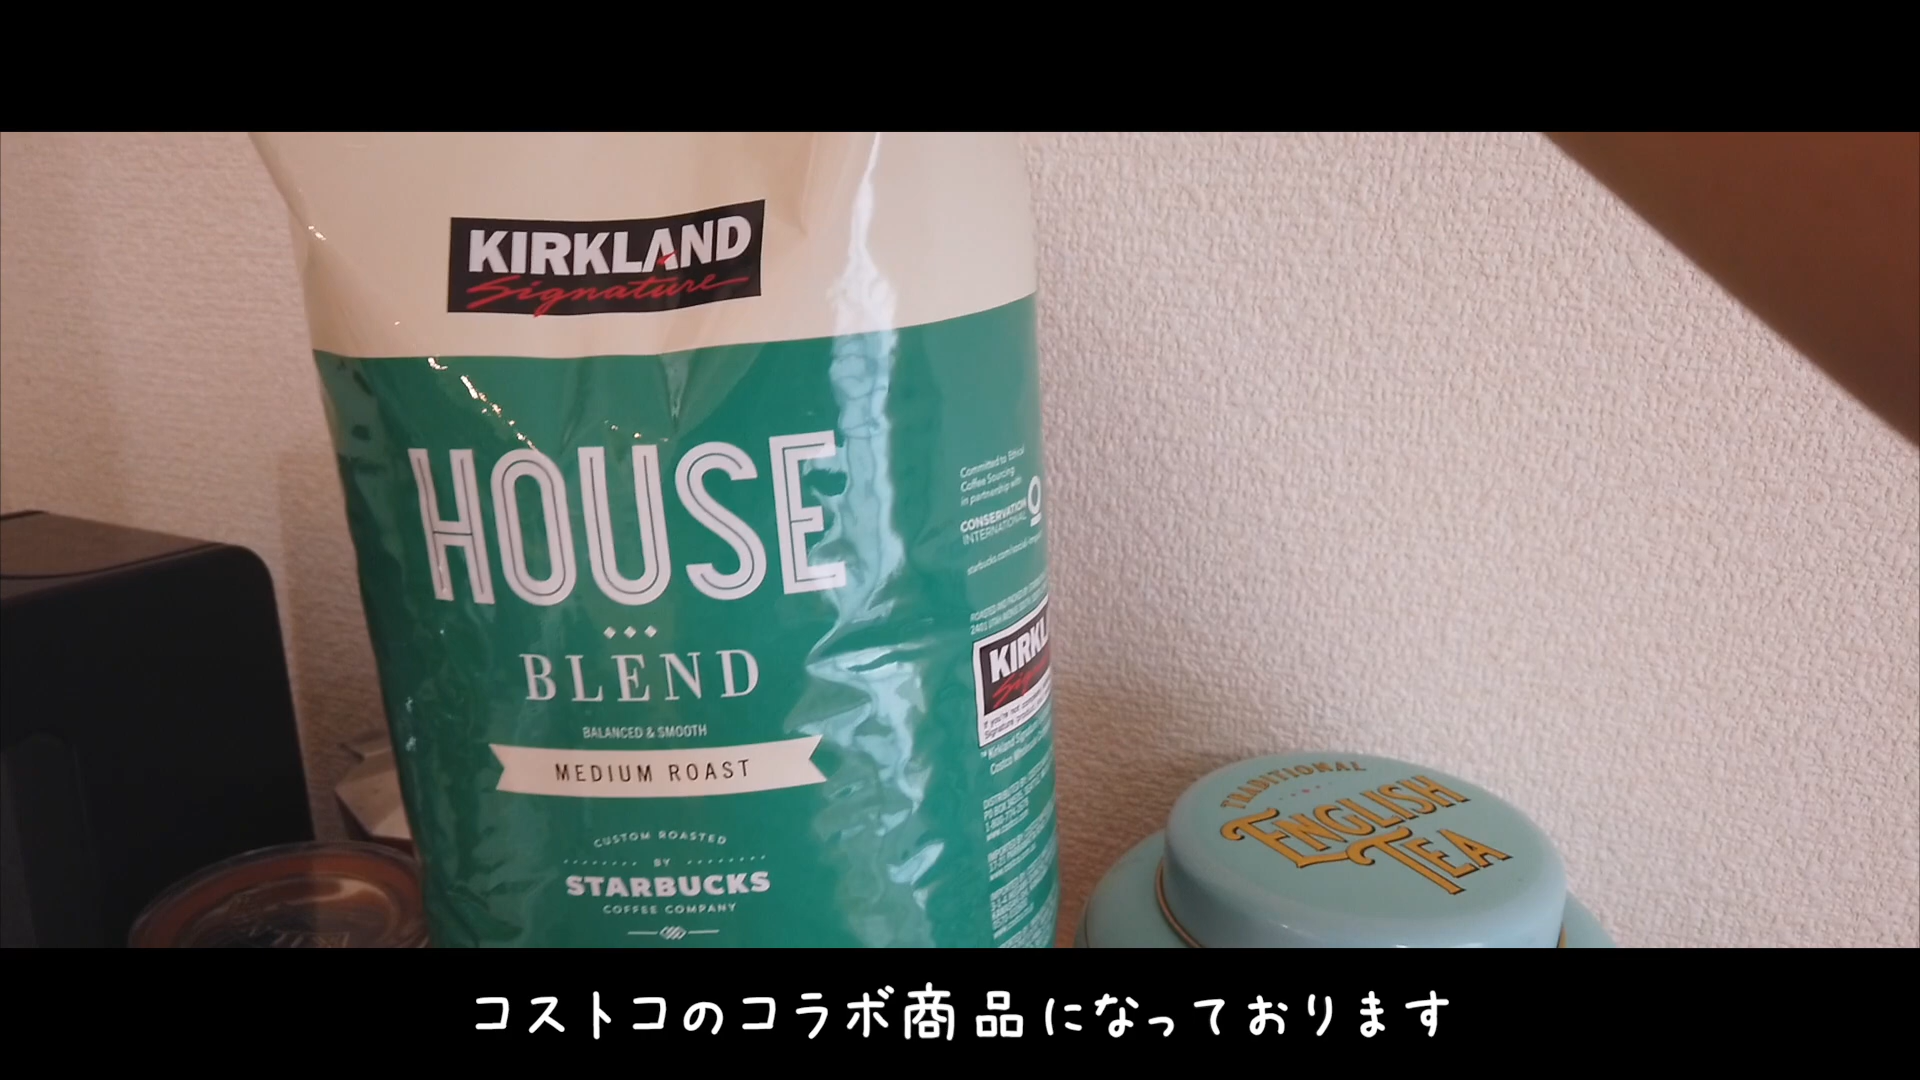 KIRKLAND
Signature
HOUSE
BLEND
BALANCED & SMOOTH
MEDIUM ROAST
CUSTOM ROASTED
BY
STARBUCKS
COFFEE COMPANY
Committed to Ethical
Coffee Sourcing
in partnership with
CONSERVATION
INTERNATIONAL
KIRKL
TRADITIONAL
ENGLISH
TEA
コストコのコラボ商品になっております